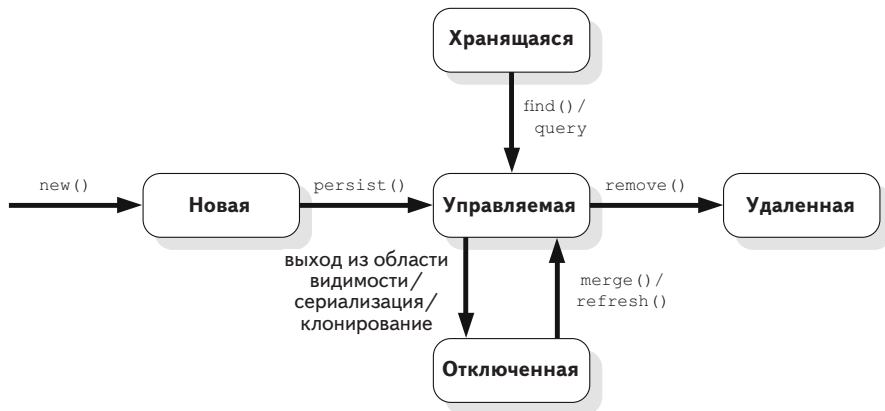 Хранящаяся
find()/
query
new()
Новая
persist()
Управляемая
remove()
Удаленная
выход из области
видимости/
сериализация/
клонирование
merge()/
refresh()
Отключенная